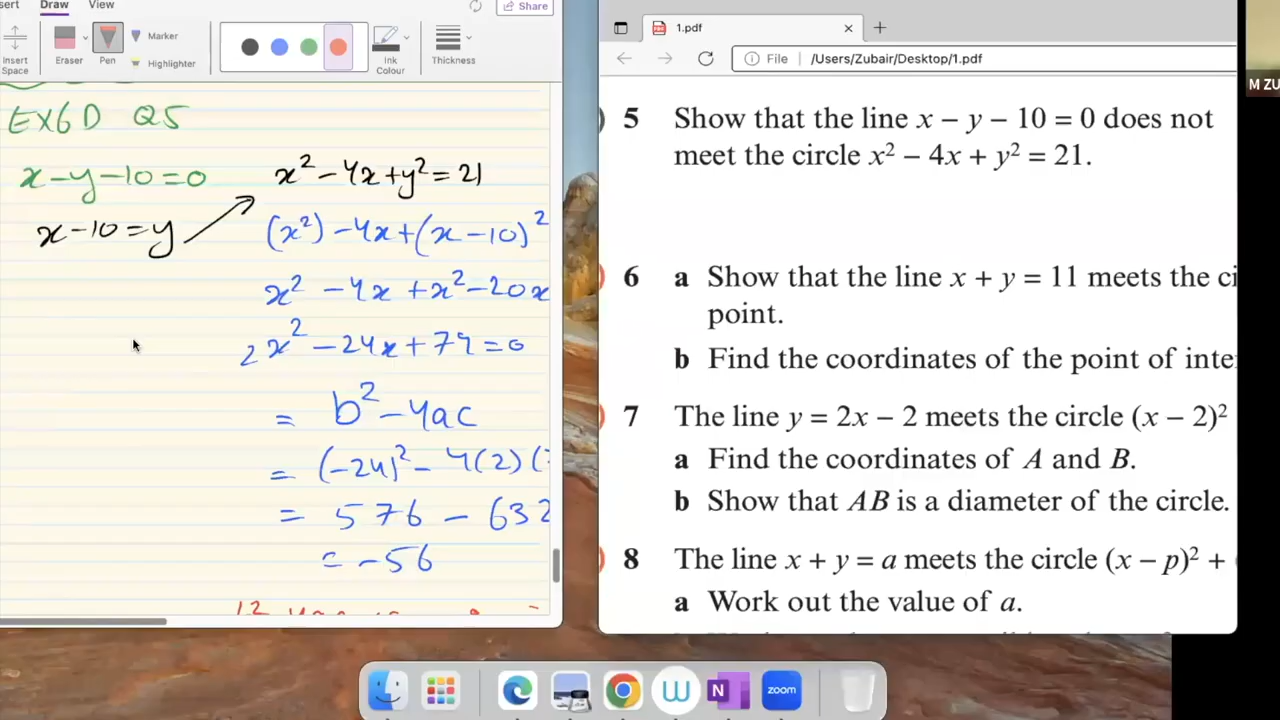 sert Draw View
Share
Insert Space
Eraser
Pen
Marker
Highlighter
Ink Colour
Thickness
EX6D Q5
x-y-10=0
x-10=y
x²-4x+y²=21
(x²)-4x+(x-10)²
x²-4x+x²-20x
2x²-24x+79=0
= b²-4ac
= (-24)²-4(2)(
= 576-632
= -56
1.pdf
File /Users/Zubair/Desktop/1.pdf
5 Show that the line x − y − 10 = 0 does not
meet the circle x² − 4x + y² = 21.
6 a Show that the line x + y = 11 meets the ci
point.
b Find the coordinates of the point of inte
7 The line y = 2x − 2 meets the circle (x − 2)²
a Find the coordinates of A and B.
b Show that AB is a diameter of the circle.
8 The line x + y = a meets the circle (x − p)² +
a Work out the value of a.
M ZU
zoom